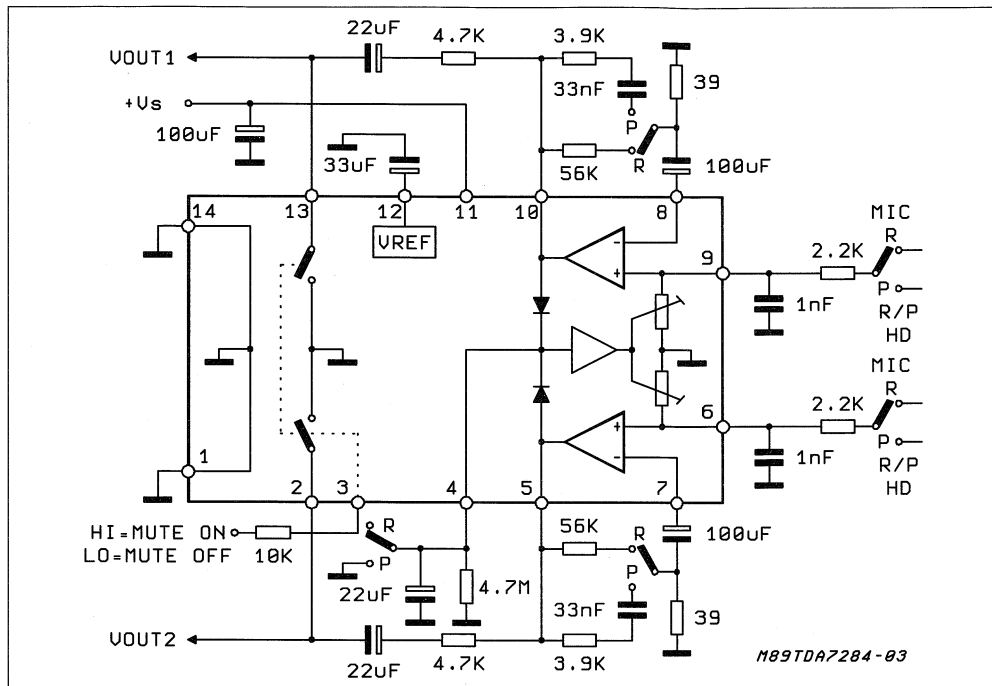 22uF 4.7K 3.9K
VOUT1
33nF 39
+Vs
P
100uF
R
33uF 56K 100uF
14 13 12 11 10 8
VREF
MIC
R
9 2.2K
- +
P
1nF R/P
HD
MIC
R
6 2.2K
+ -
P
1nF R/P
HD
1 2 3 4 5 7
HI=MUTE ON
LO=MUTE OFF 10K
R
P
56K R 100uF
P
22uF 4.7M 33nF 39
VOUT2
22uF 4.7K 3.9K
M89TDA7284-03